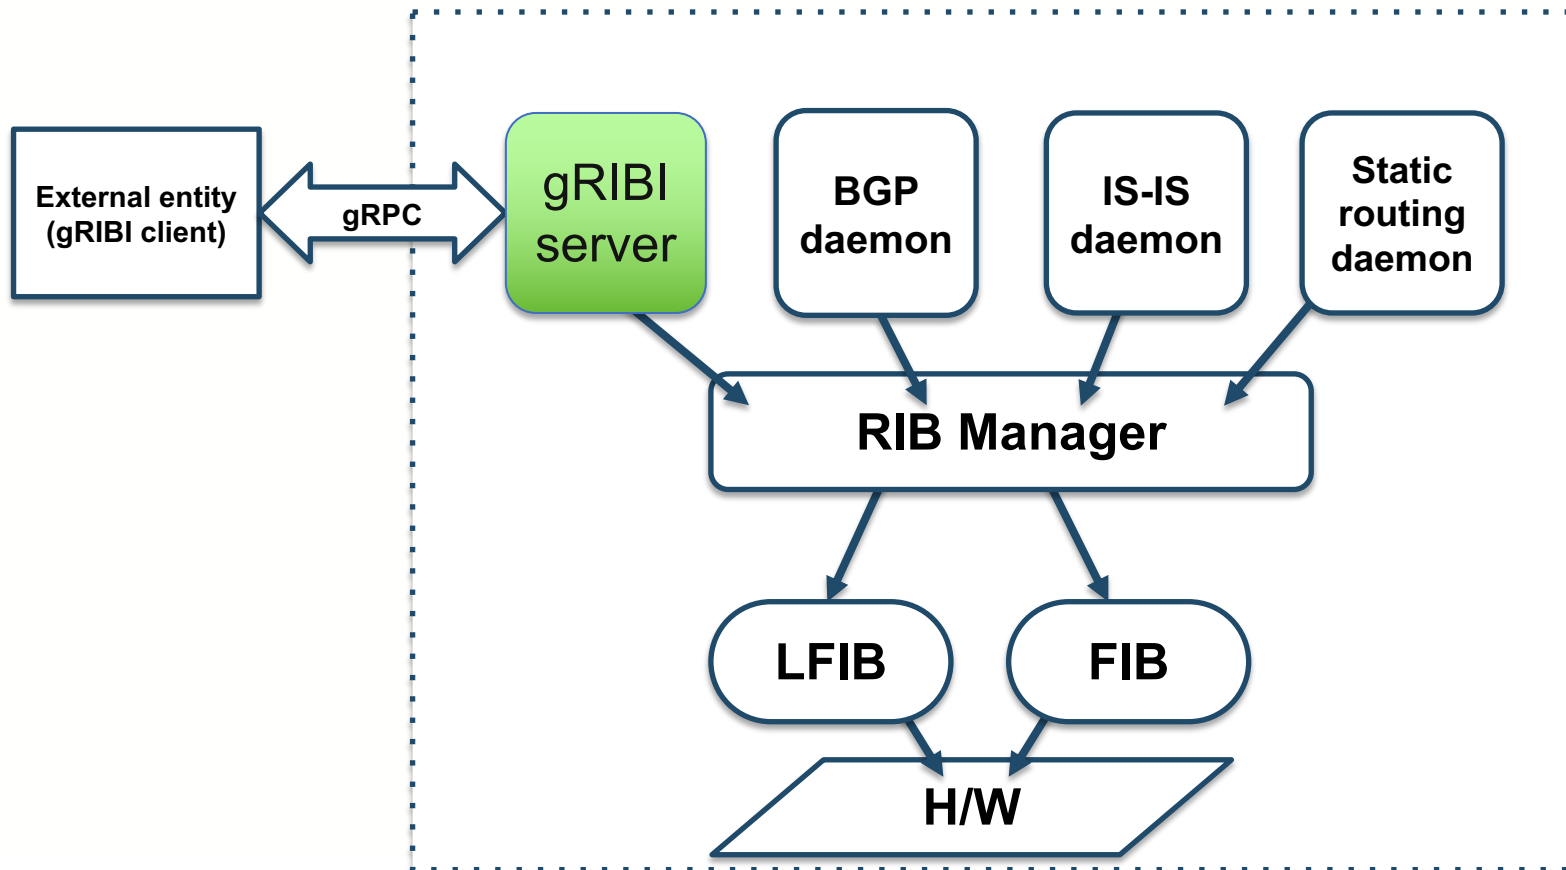 External entity
(gRIBI client)
gRPC
gRIBI
server
BGP
daemon
IS-IS
daemon
Static
routing
daemon
RIB Manager
LFIB
FIB
H/W